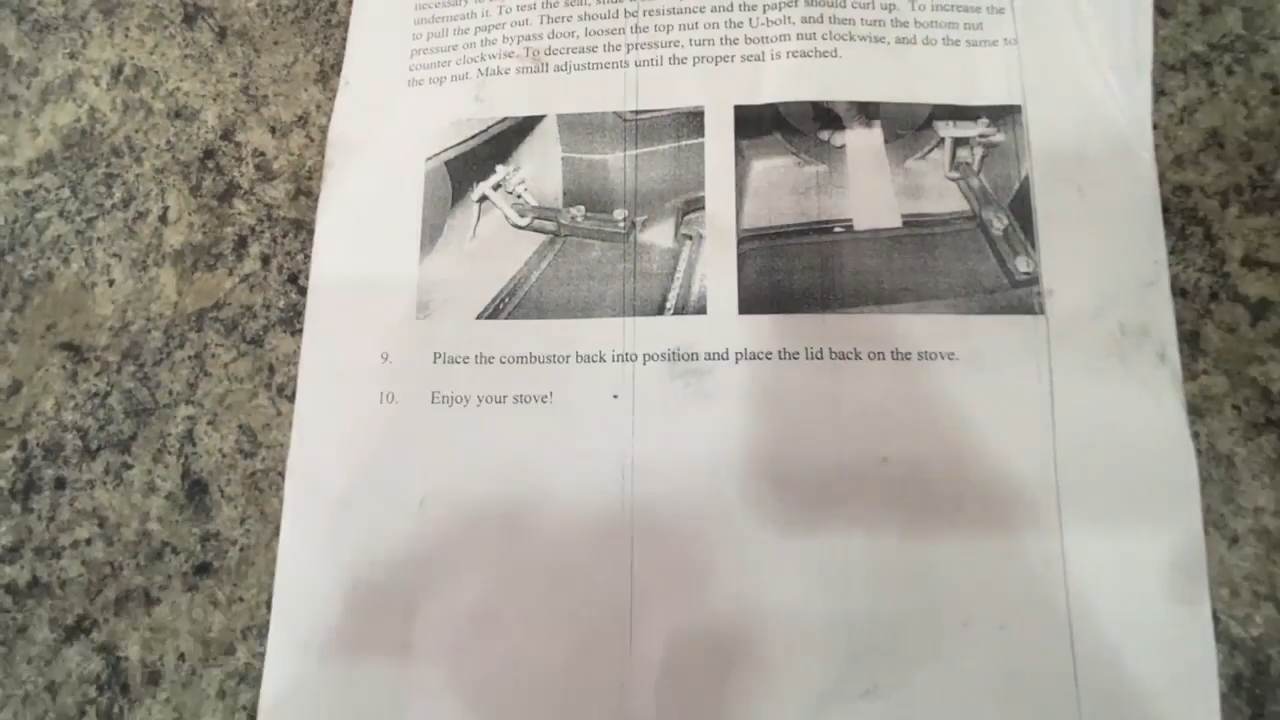 necessary to
underneath it. To test the seal,
to pull the paper out. There should be resistance and the paper should curl up. To increase the
pressure on the bypass door, loosen the top nut on the U-bolt, and then turn the bottom nut
counter clockwise. To decrease the pressure, turn the bottom nut clockwise, and do the same to
the top nut. Make small adjustments until the proper seal is reached.
9. Place the combustor back into position and place the lid back on the stove.
10. Enjoy your stove!